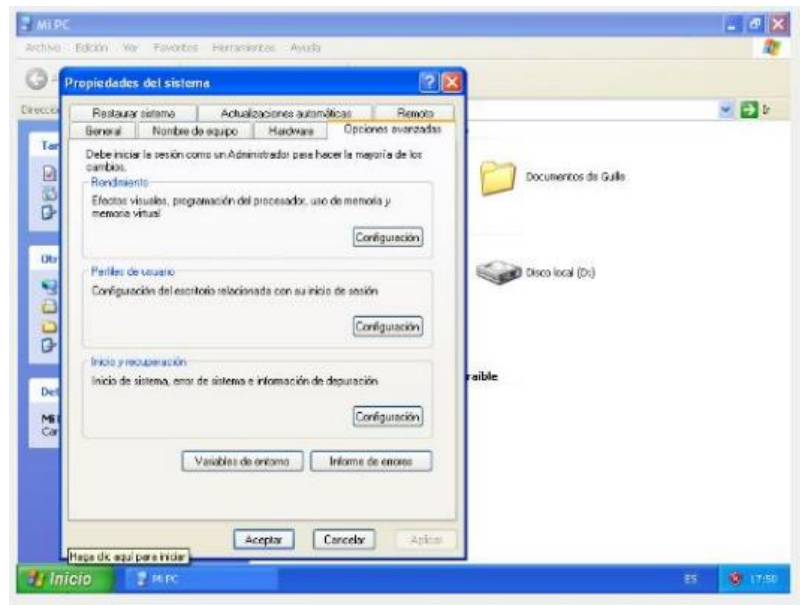 Mi PC
Archivo Edición Ver Favoritos Herramientas Ayuda
Propiedades del sistema
Ir
Restaurar sistema Actualizaciones automáticas Remoto
General Nombre de equipo Hardware Opciones avanzadas
Debe iniciar la sesión como un Administrador para hacer la mayoría de los
cambios.
Rendimiento
Efectos visuales, programación del procesador, uso de memoria y
memoria virtual
Configuración
Perfiles de usuario
Configuración del escritorio relacionada con su inicio de sesión
Configuración
Inicio y recuperación
Inicio de sistema, error de sistema e información de depuración
Configuración
Variables de entorno Informe de errores
Aceptar Cancelar Aplicar
Documentos de Guille
Disco local (D:)
raíble
Haga clic aquí para iniciar
Inicio Mi PC ES 17:50